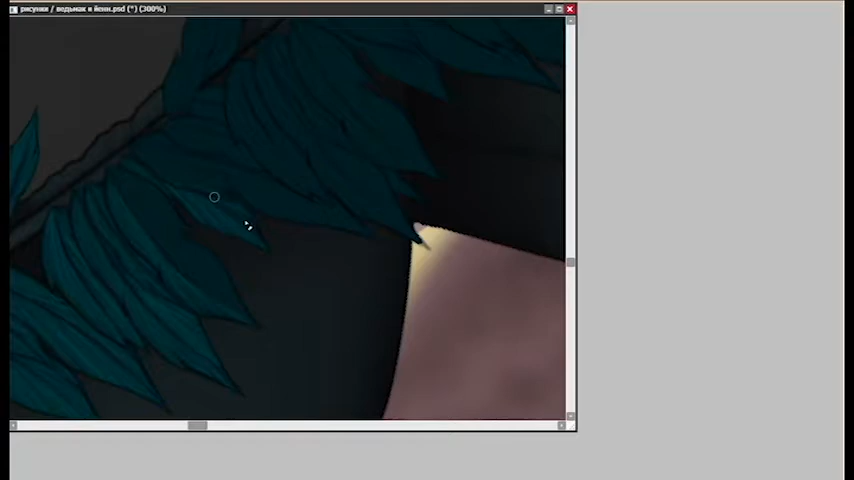 рисунки / ведьмак и йенн.psd (*) (300%)